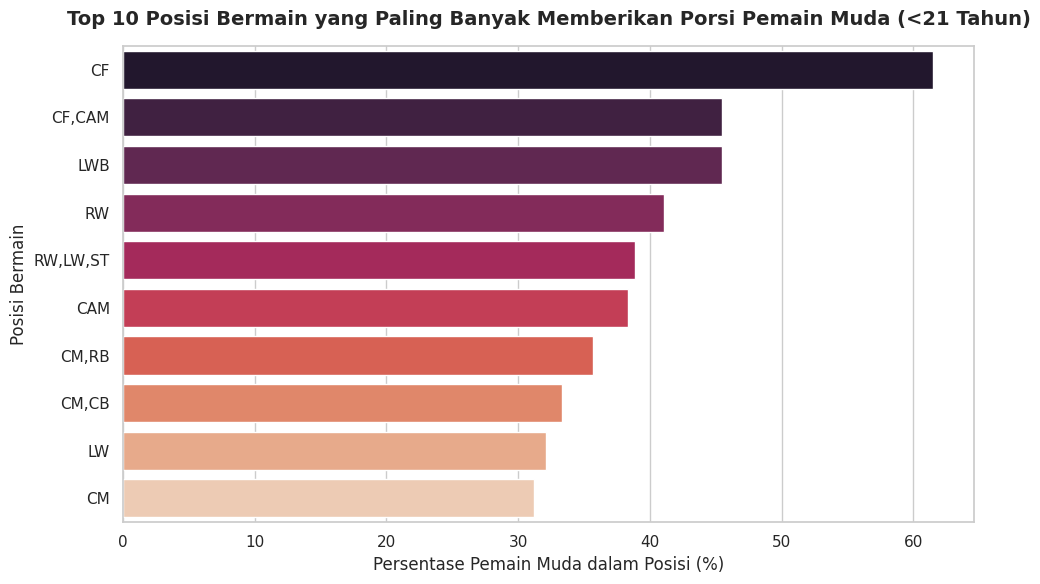 Top 10 Posisi Bermain yang Paling Banyak Memberikan Porsi Pemain Muda (<21 Tahun)
Posisi Bermain
CF
CF,CAM
LWB
RW
RW,LW,ST
CAM
CM,RB
CM,CB
LW
CM
0 10 20 30 40 50 60
Persentase Pemain Muda dalam Posisi (%)